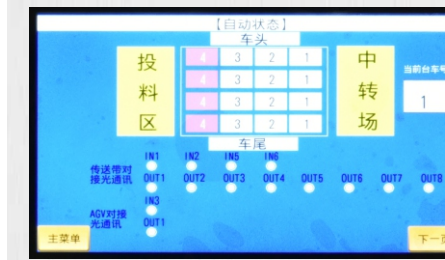 【自动状态】
车头
投料区
4 3 2 1
4 3 2 1
4 3 2 1
4 3 2 1
中转场
当前台车号
1
车尾
IN1 IN2 IN5 IN6
传送带对接光通讯
OUT1 OUT2 OUT3 OUT4 OUT5 OUT6 OUT7 OUT8
IN3
AGV对接光通讯
OUT1
主菜单
下一页